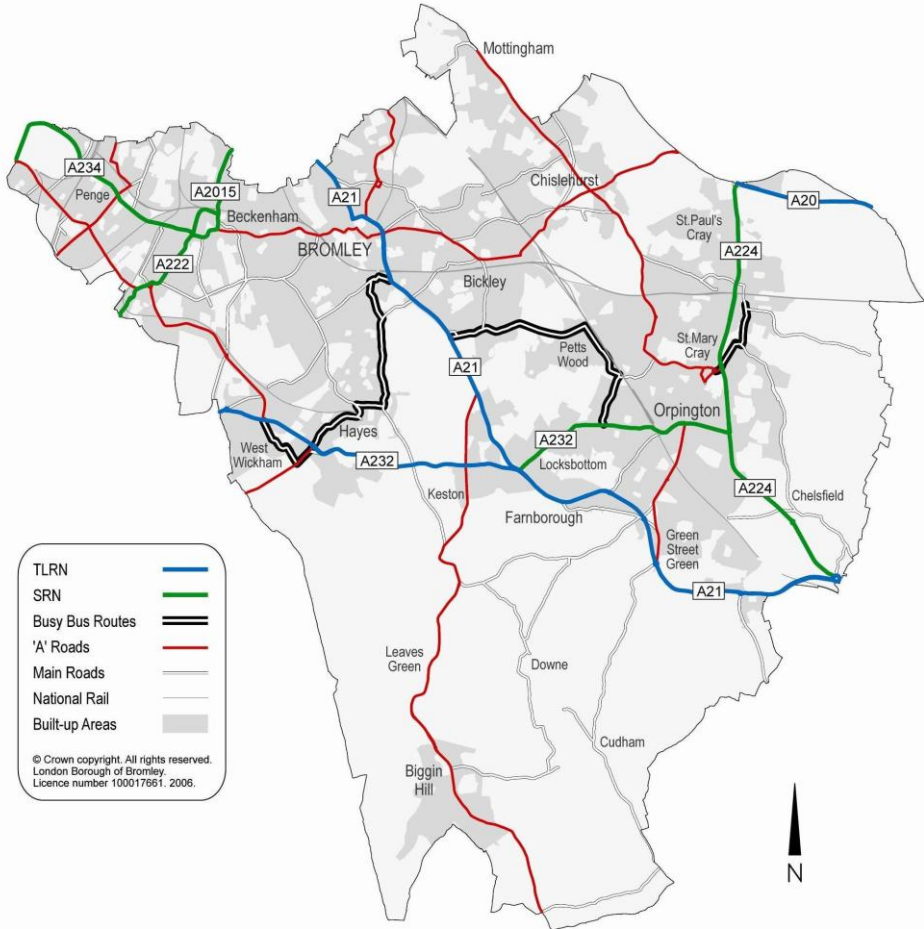 Mottingham
A234
Penge
A2015
Beckenham
A21
Chislehurst
St.Paul's
Cray
A20
A222
BROMLEY
A224
Bickley
St.Mary
Cray
Petts
Wood
A21
Orpington
West
Wickham
Hayes
A232
A232
Locksbottom
Keston
Farnborough
A224
Chelsfield
Green
Street
Green
A21
Leaves
Green
Downe
Cudham
Biggin
Hill
TLRN
SRN
Busy Bus Routes
'A' Roads
Main Roads
National Rail
Built-up Areas
© Crown copyright. All rights reserved.
London Borough of Bromley.
Licence number 100017661. 2006.
N